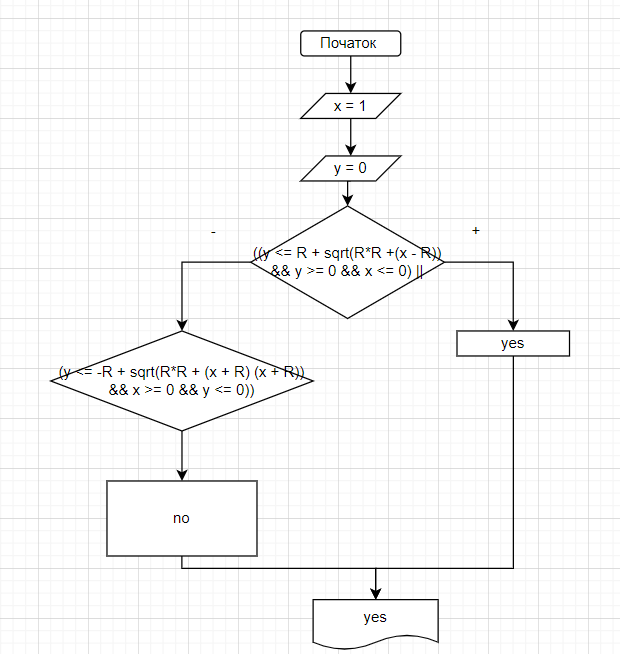 Початок
x = 1
y = 0
-
+
((y <= R + sqrt(R*R +(x - R))
&& y >= 0 && x <= 0) ||
yes
(y <= -R + sqrt(R*R + (x + R) (x + R))
&& x >= 0 && y <= 0))
no
yes